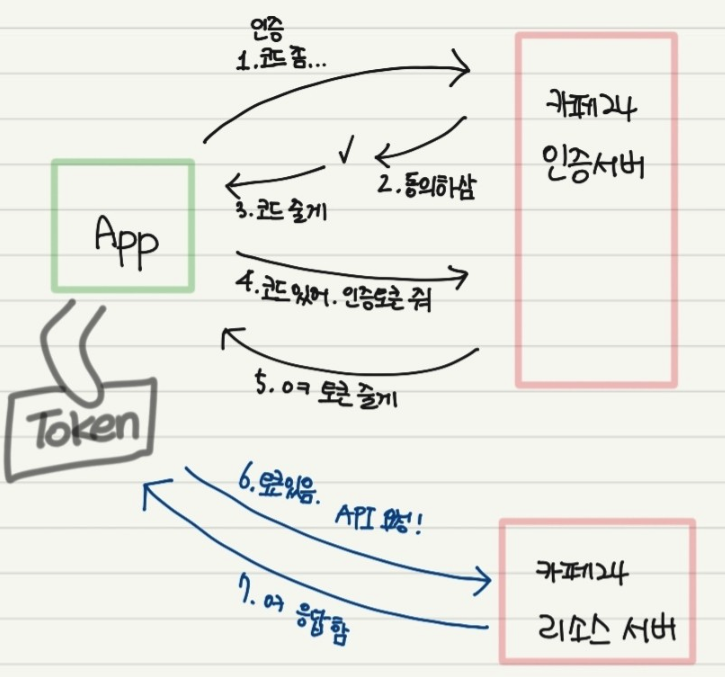 인증
1.코드 좀...
카페24
인증서버
2.동의하삼
3.코드 줄게
App
4.코드있어. 인증토큰 줘
5.ㅇㅋ 토큰 줄게
Token
6.토큰있음.
API 요청!
7.ㅇㅋ 응답함
카페24
리소스 서버